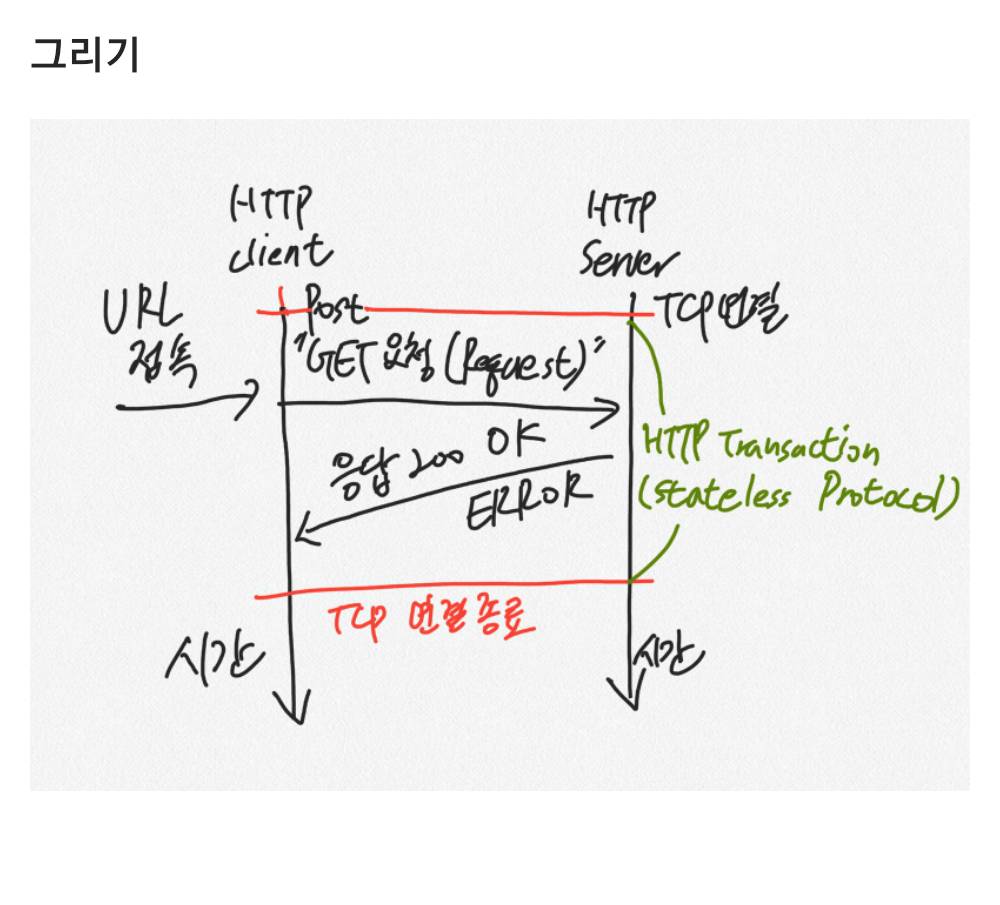 그리기
HTTP
client
HTTP
Server
URL
접속
Post
TCP 연결
"GET 요청 (Request)"
응답 200 OK
ERROR
HTTP Transaction
(stateless Protocol)
TCP 연결 종료
시간
시간